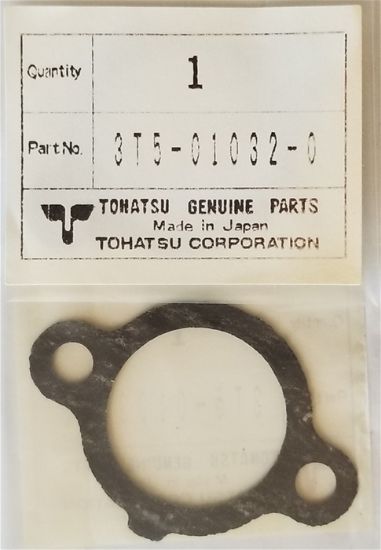 Quantity 1
Part No. 3T5-01032-0
TOHATSU GENUINE PARTS
Made in Japan
TOHATSU CORPORATION